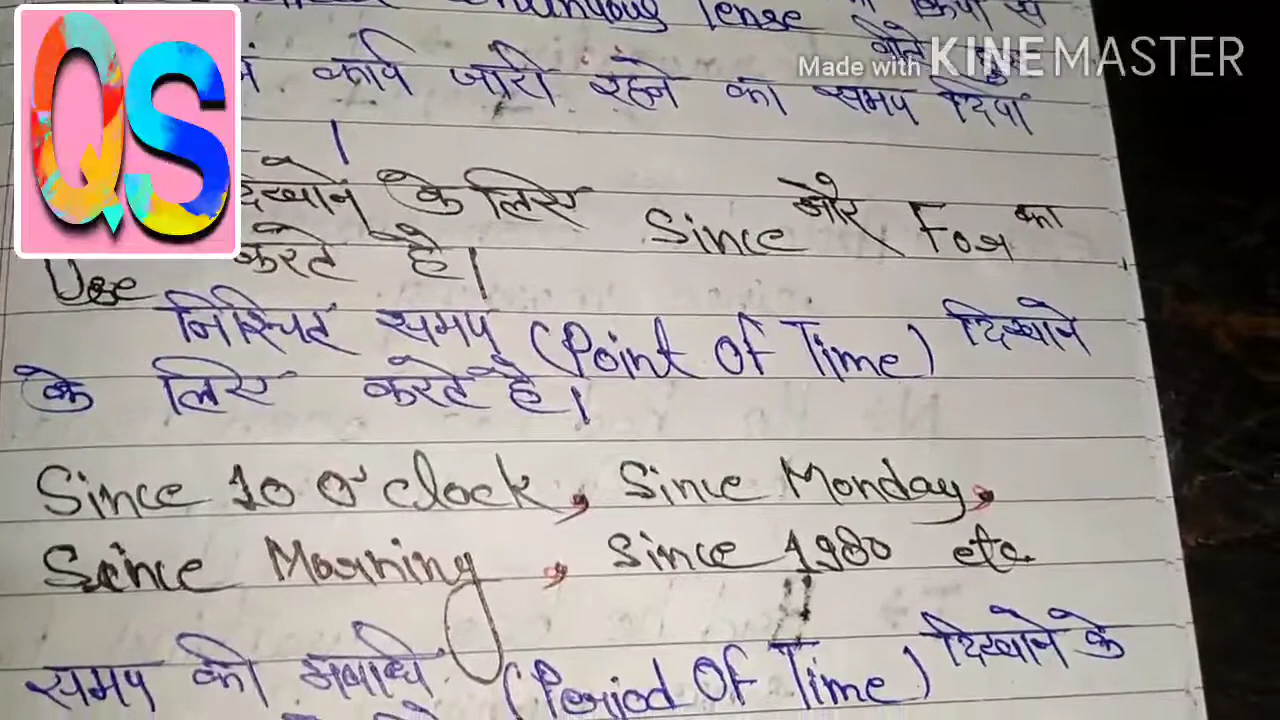 Continuous Tense
कार्य जारी रहने का समय दिया
।
के लिए Since और For का
Use करते है।
निश्चित समय (Point Of Time) दिखाने
के लिए करते है।
Since 10 O'clock, Since Monday,
Since Morning, Since 1980 etc.
समय की अवधि (Period Of Time) दिखाने के
QS
Made with KINEMASTER